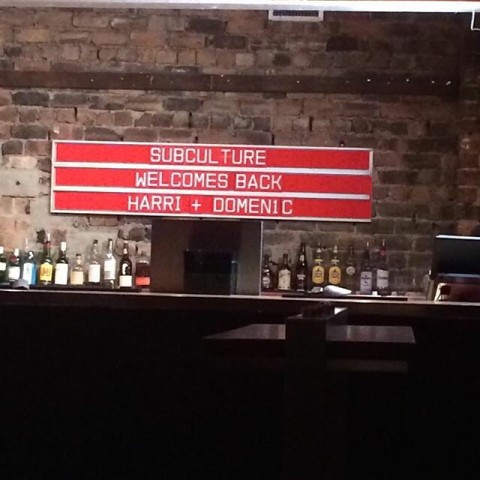 SUBCULTURE
WELCOMES BACK
HARRI + DOMENIC